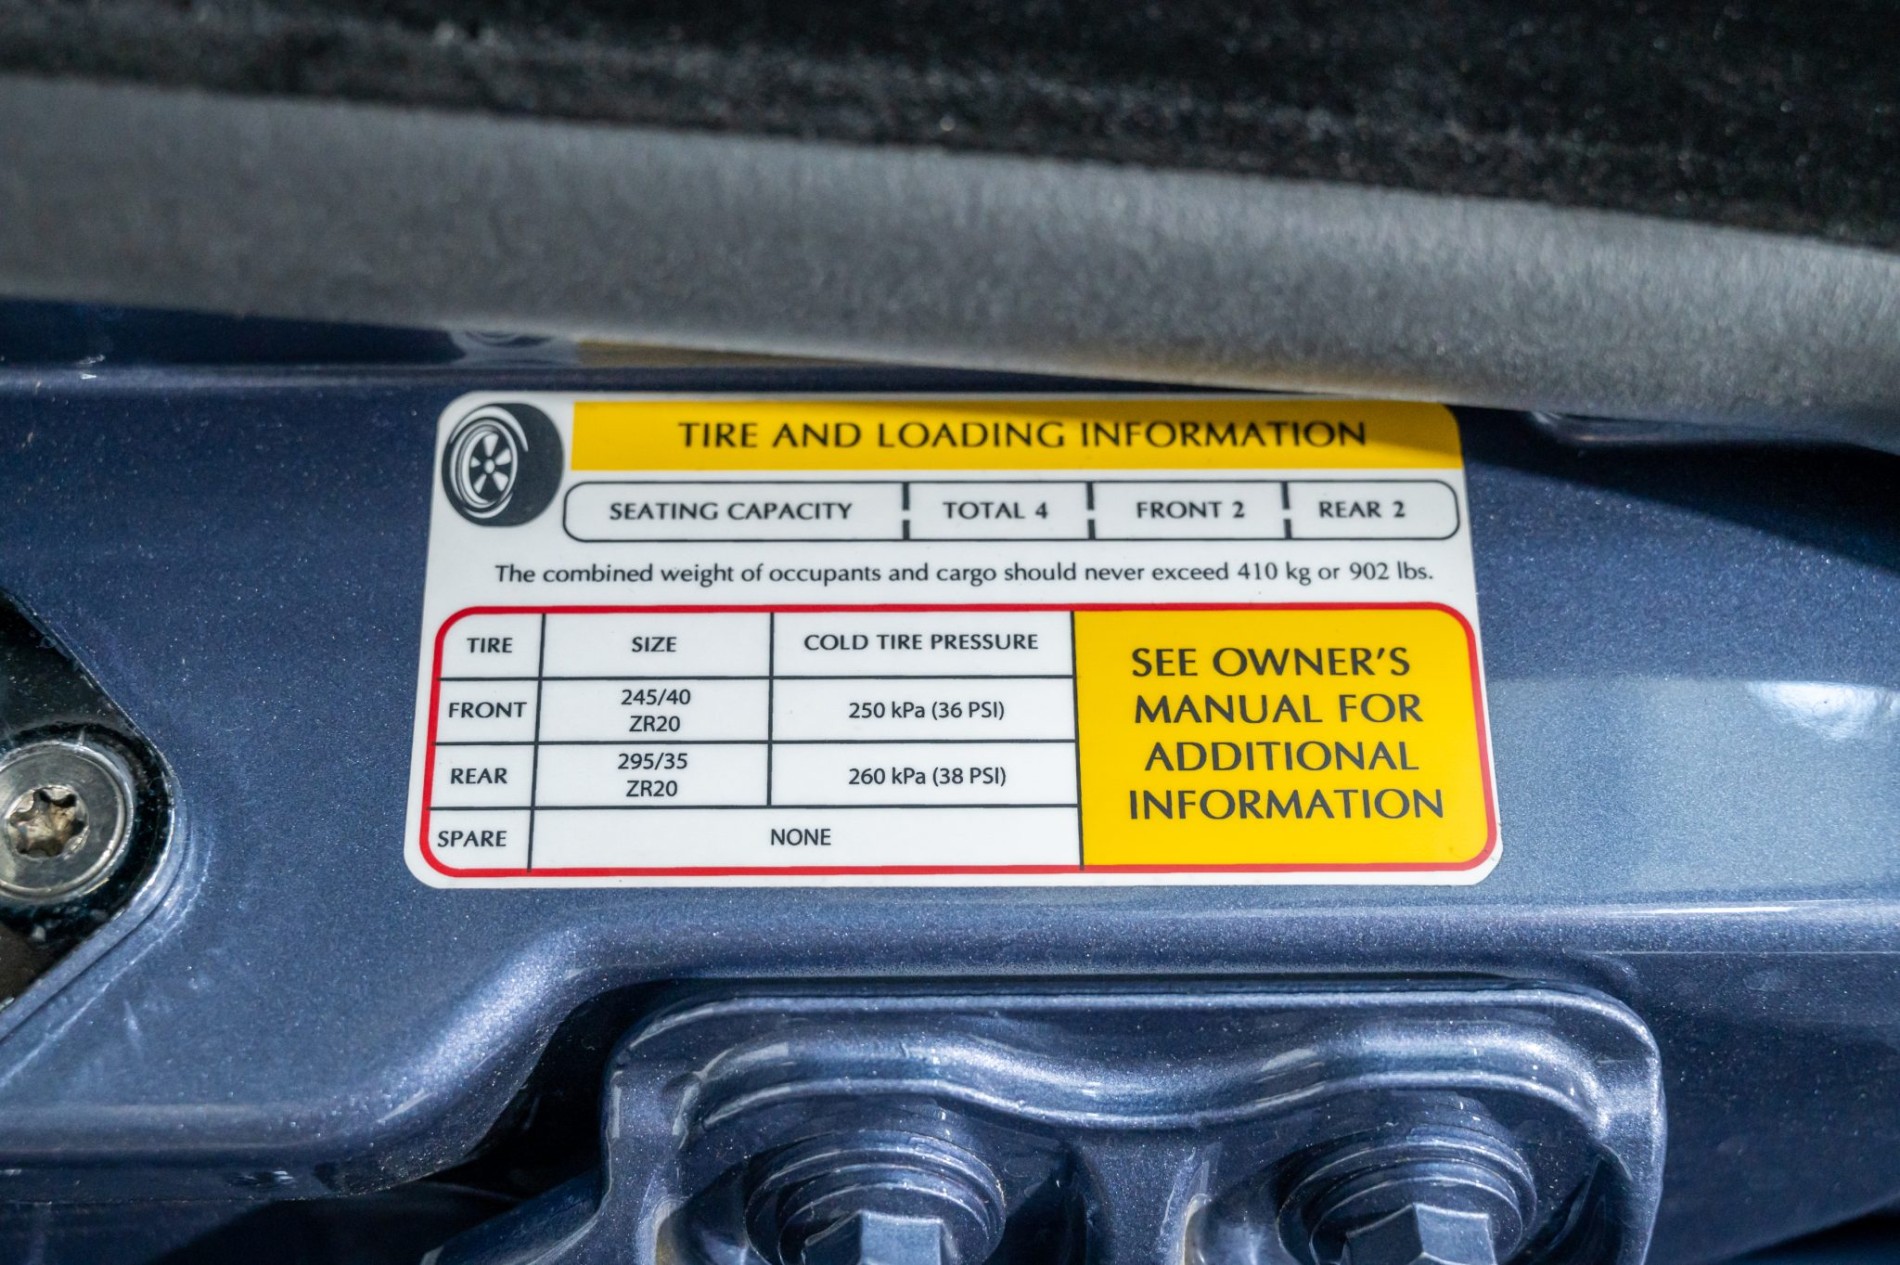 TIRE AND LOADING INFORMATION
SEATING CAPACITY TOTAL 4 FRONT 2 REAR 2
The combined weight of occupants and cargo should never exceed 410 kg or 902 lbs.
TIRE SIZE COLD TIRE PRESSURE
FRONT 245/40 ZR20 250 kPa (36 PSI)
REAR 295/35 ZR20 260 kPa (38 PSI)
SPARE NONE
SEE OWNER'S
MANUAL FOR
ADDITIONAL
INFORMATION